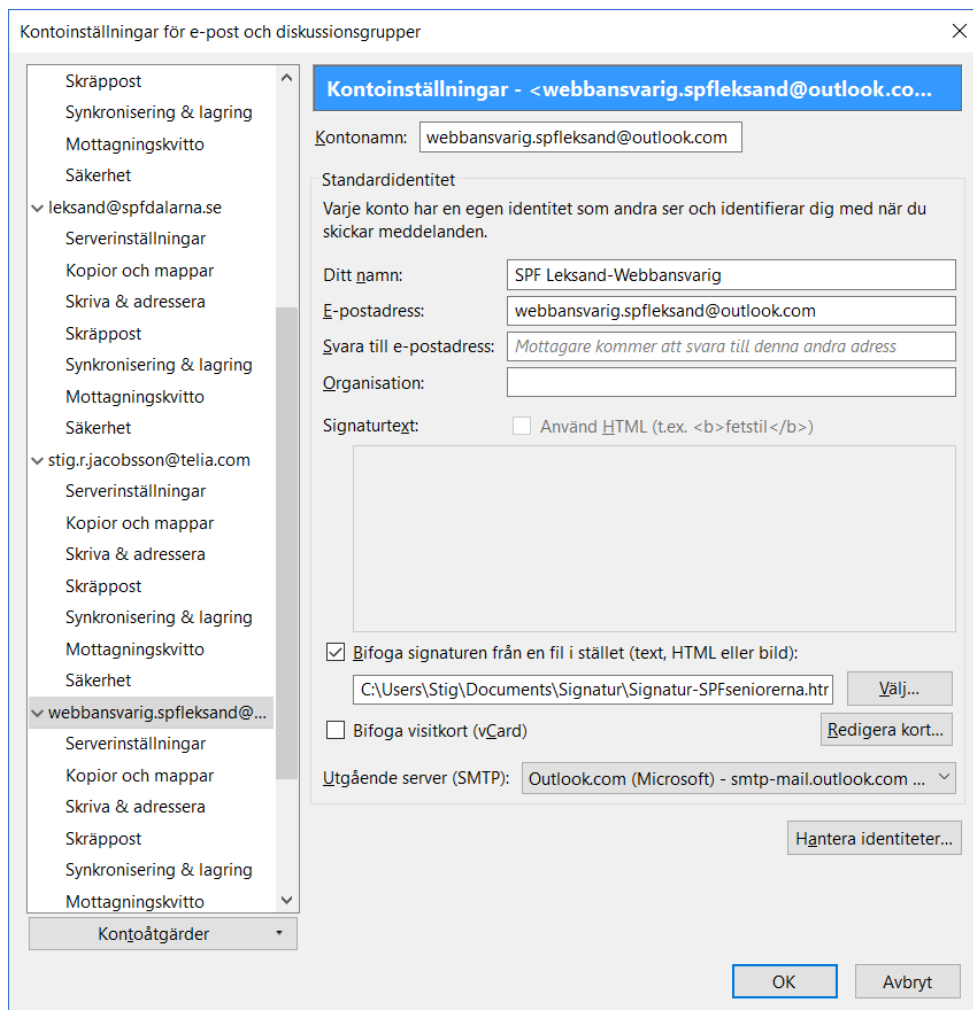 Kontoinställningar för e-post och diskussionsgrupper
Skräppost
Synkronisering & lagring
Mottagningskvitto
Säkerhet
leksand@spfdalarna.se
Serverinställningar
Kopior och mappar
Skriva & adressera
Skräppost
Synkronisering & lagring
Mottagningskvitto
Säkerhet
stig.r.jacobsson@telia.com
Serverinställningar
Kopior och mappar
Skriva & adressera
Skräppost
Synkronisering & lagring
Mottagningskvitto
Säkerhet
webbansvarig.spfleksand@...
Serverinställningar
Kopior och mappar
Skriva & adressera
Skräppost
Synkronisering & lagring
Mottagningskvitto
Kontoåtgärder
Kontoinställningar - <webbansvarig.spfleksand@outlook.co...
Kontonamn: webbansvarig.spfleksand@outlook.com
Standardidentitet
Varje konto har en egen identitet som andra ser och identifierar dig med när du
skickar meddelanden.
Ditt namn: SPF Leksand-Webbansvarig
E-postadress: webbansvarig.spfleksand@outlook.com
Svara till e-postadress: Mottagare kommer att svara till denna andra adress
Organisation:
Signaturtext: Använd HTML (t.ex. <b>fetstil</b>)
Bifoga signaturen från en fil i stället (text, HTML eller bild):
C:\Users\Stig\Documents\Signatur\Signatur-SPFseniorerna.htr Välj...
Bifoga visitkort (vCard) Redigera kort...
Utgående server (SMTP): Outlook.com (Microsoft) - smtp-mail.outlook.com ...
Hantera identiteter...
OK Avbryt